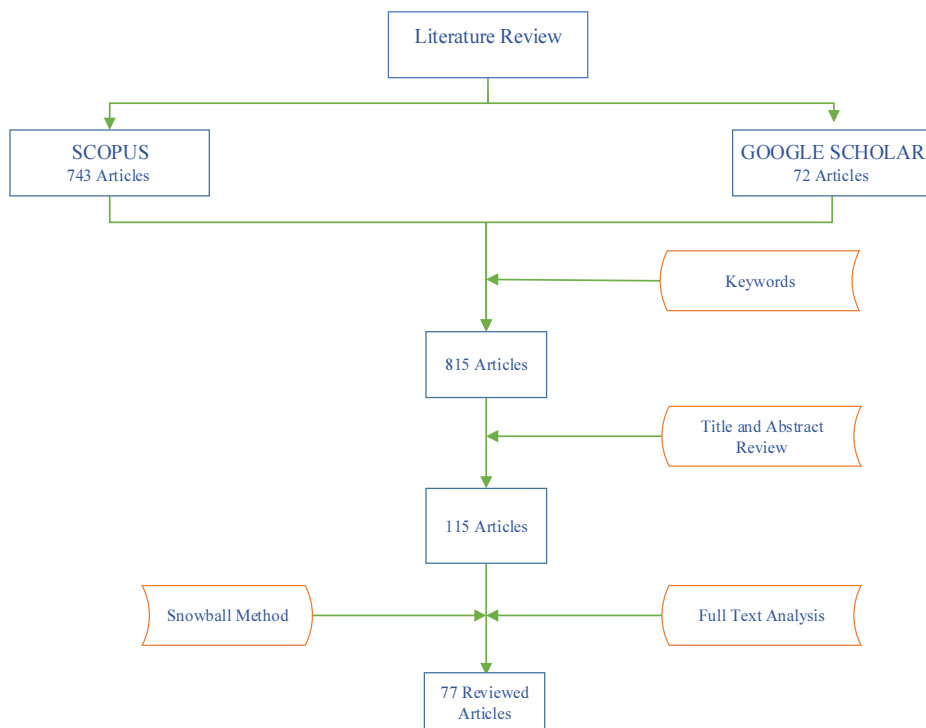 Literature Review
SCOPUS
743 Articles
GOOGLE SCHOLAR
72 Articles
Keywords
815 Articles
Title and Abstract
Review
115 Articles
Snowball Method
Full Text Analysis
77 Reviewed
Articles